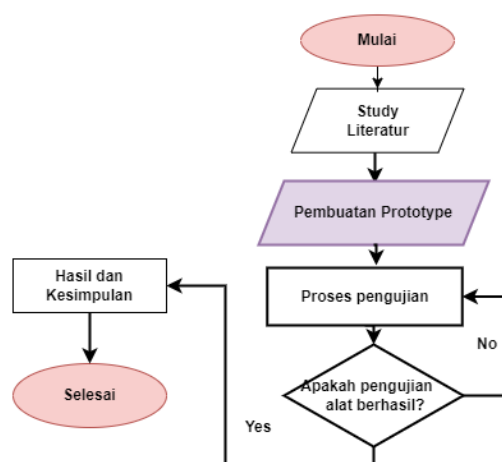 Mulai
Study
Literatur
Pembuatan Prototype
Proses pengujian
Apakah pengujian
alat berhasil?
No
Yes
Hasil dan
Kesimpulan
Selesai